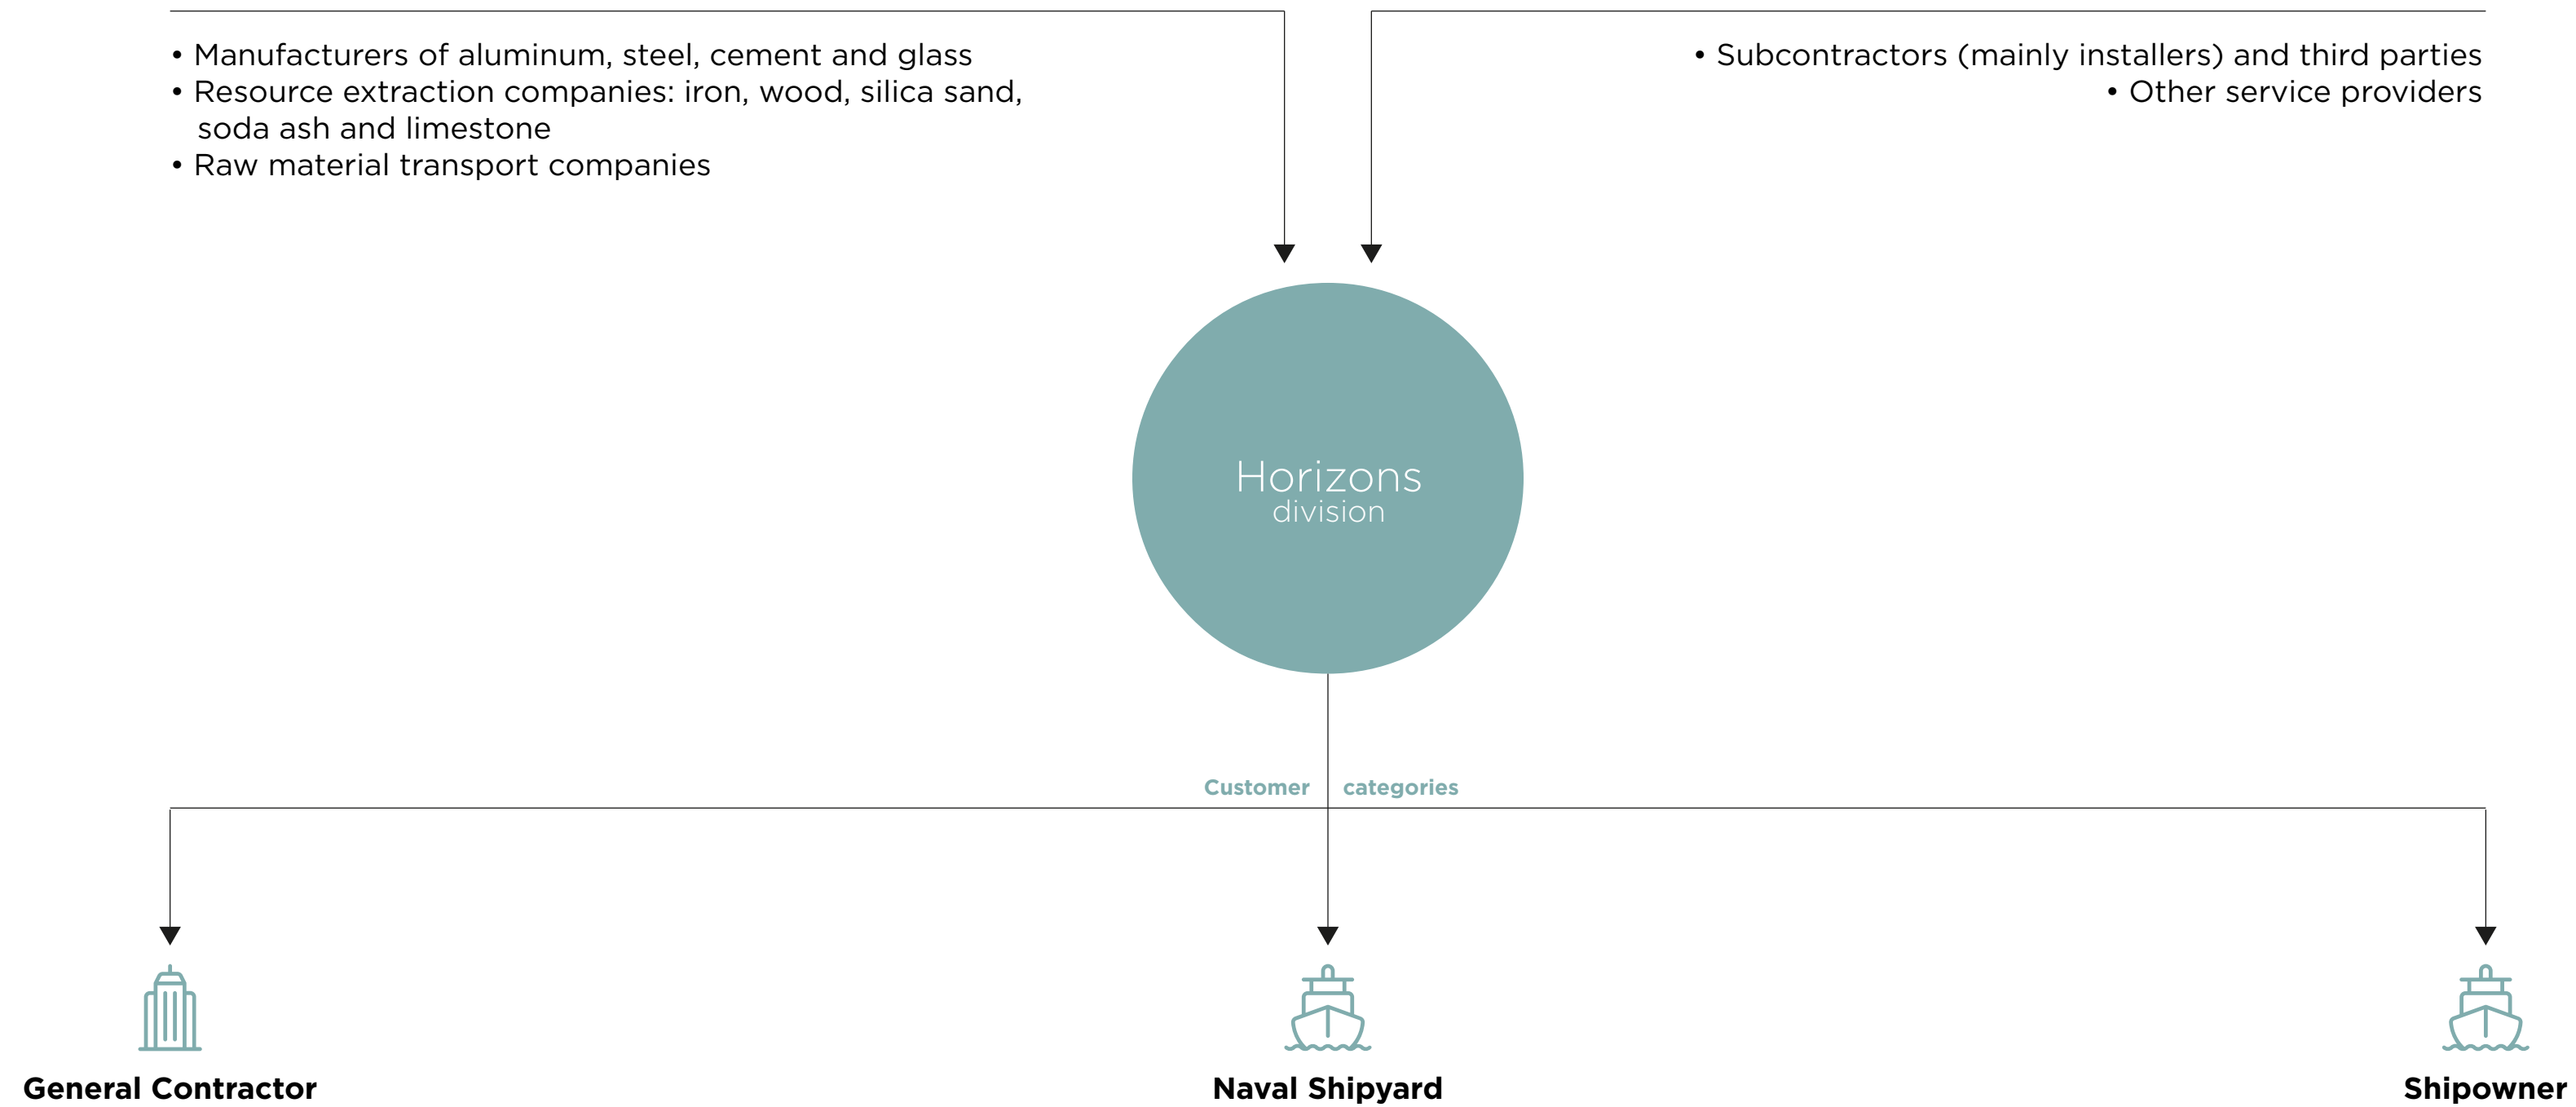 • Manufacturers of aluminum, steel, cement and glass
• Resource extraction companies: iron, wood, silica sand,
soda ash and limestone
• Raw material transport companies
• Subcontractors (mainly installers) and third parties
• Other service providers
Horizons
division
Customer categories
General Contractor
Naval Shipyard
Shipowner